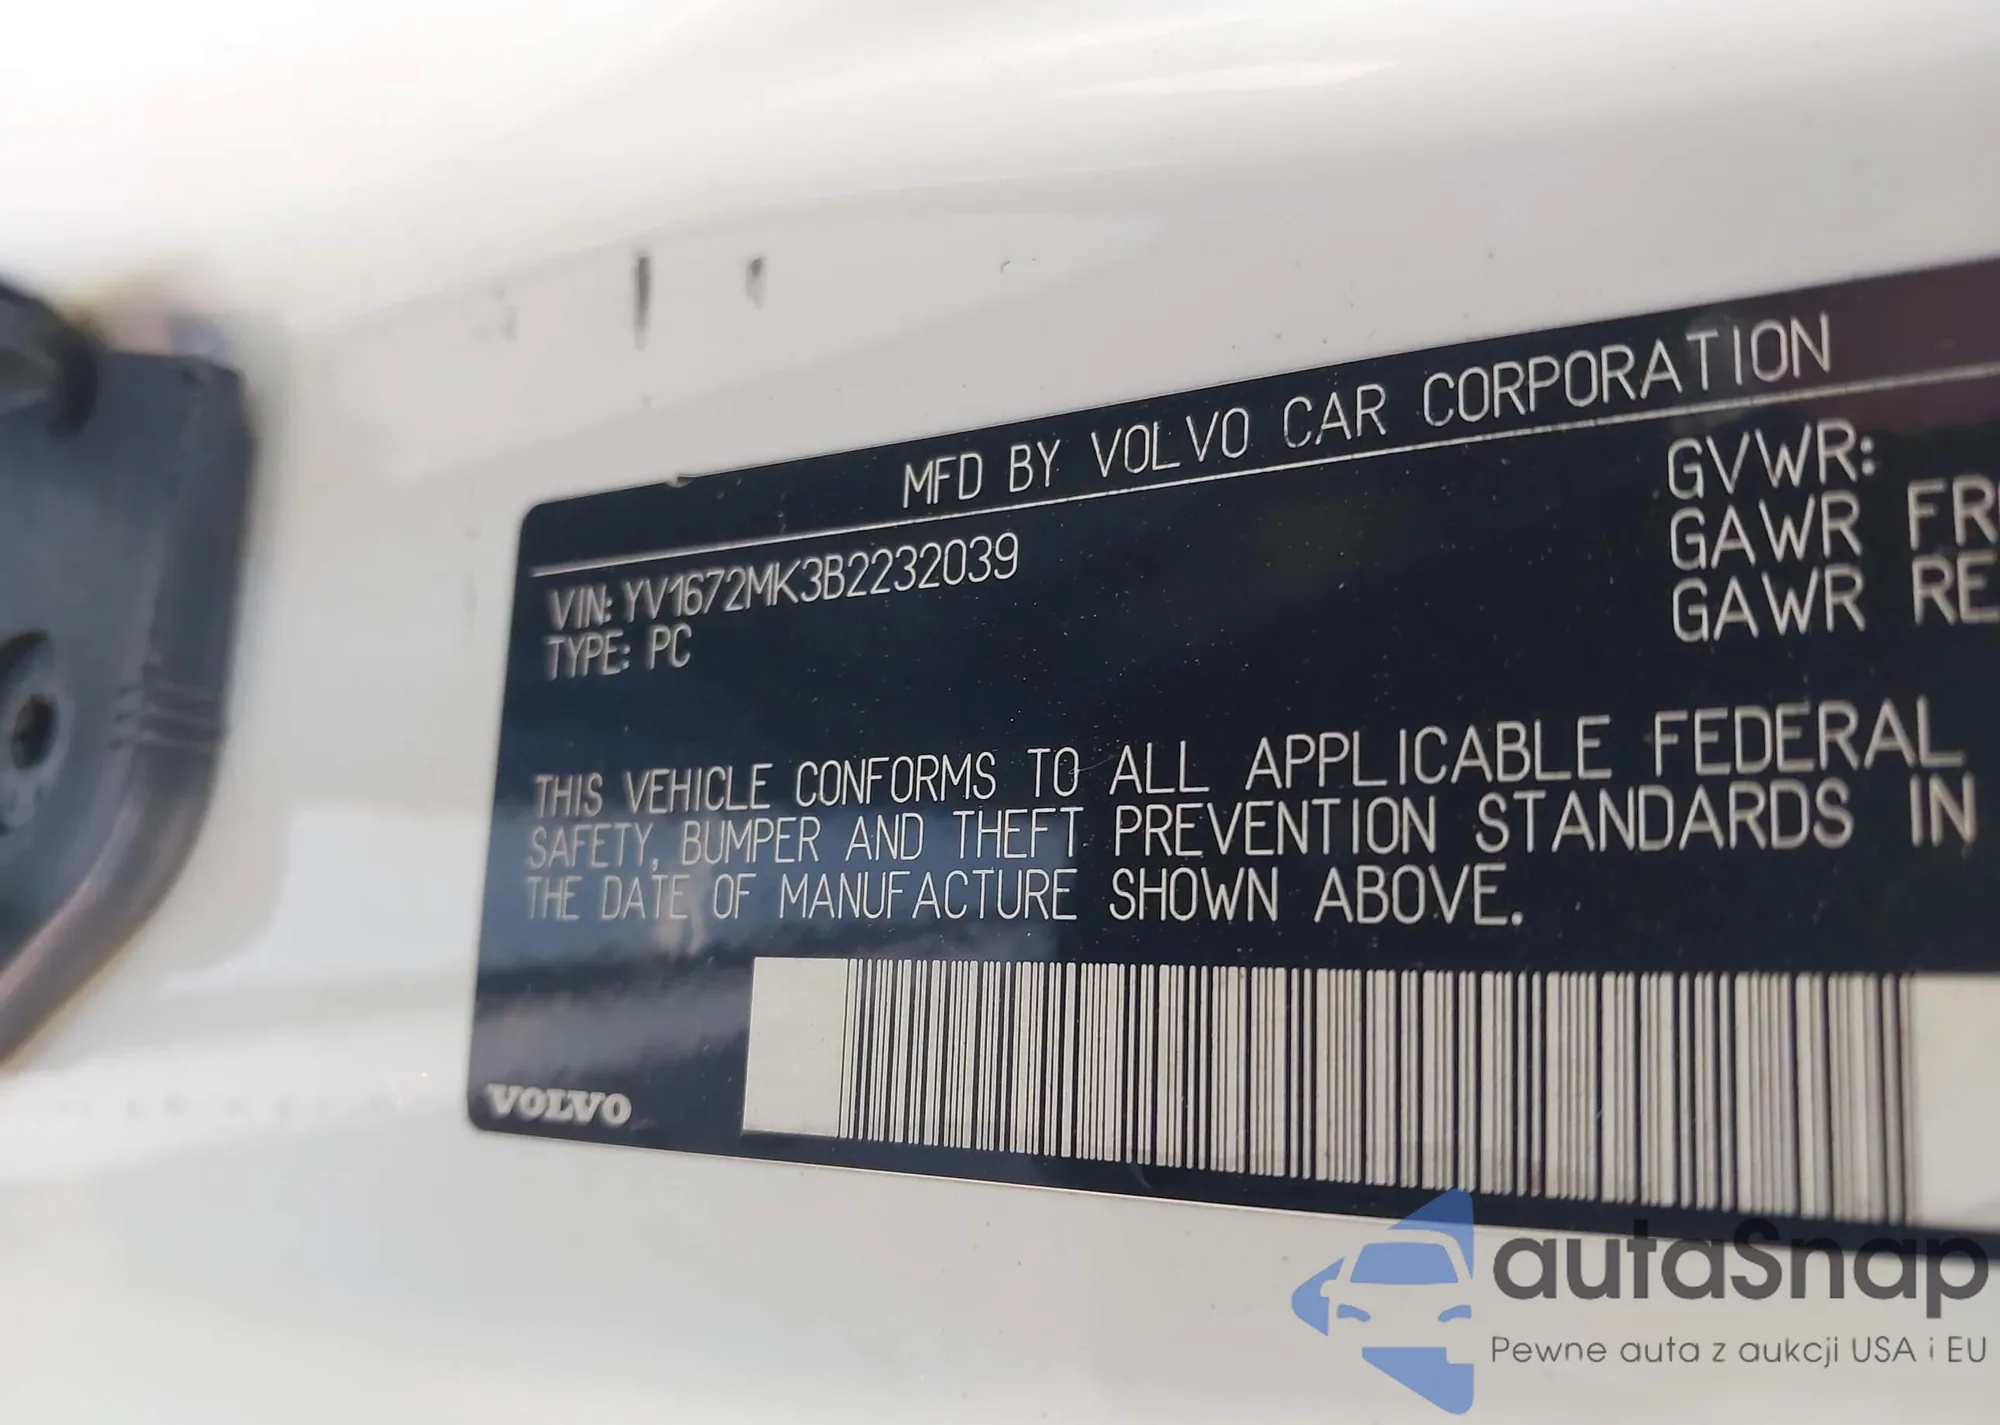 MFD BY VOLVO CAR CORPORATION
VIN: YV1672MK3B2232039
TYPE: PC
GVWR:
GAWR FR
GAWR RE
THIS VEHICLE CONFORMS TO ALL APPLICABLE FEDERAL
SAFETY, BUMPER AND THEFT PREVENTION STANDARDS IN
THE DATE OF MANUFACTURE SHOWN ABOVE.
VOLVO
autaSnap
Pewne auta z aukcji USA i EU